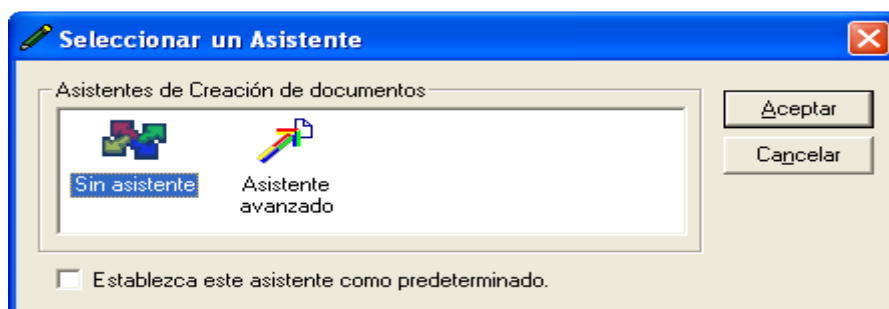 Seleccionar un Asistente
Asistentes de Creación de documentos
Aceptar
Cancelar
Sin asistente
Asistente
avanzado
Establezca este asistente como predeterminado.